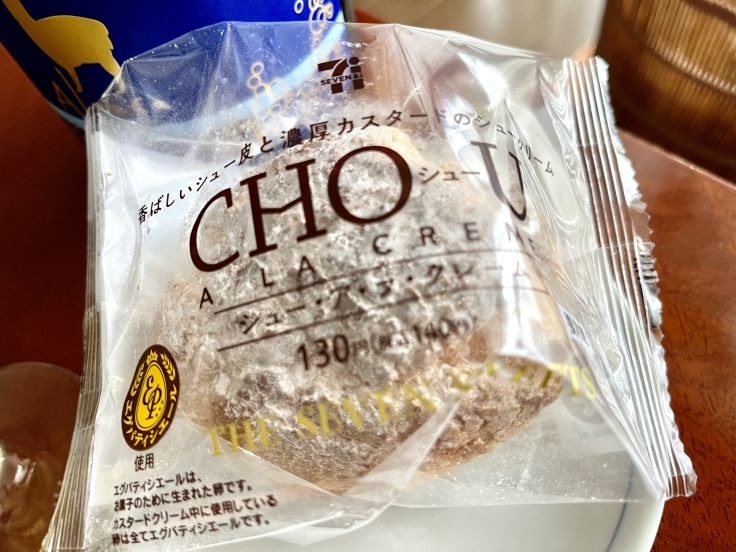 SEVEN&i
香ばしいシュー皮と濃厚カスタードのシュークリーム
CHOU
シュー
A LA CREME
シュー・ア・ラ・クレーム
130円(税込140円)
THE SEVEN SWEETS
エグパティシエール
使用
エグパティシエールは、
お菓子のために生まれた卵です。
カスタードクリーム中に使用している
卵は全てエグパティシエールです。